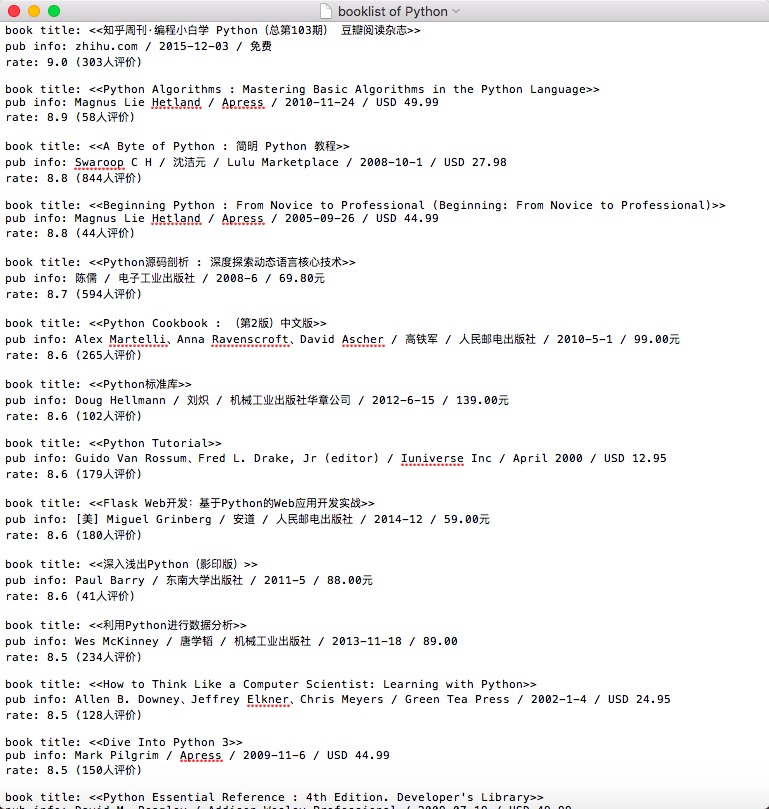 booklist of Python
book title: <<知乎周刊·编程小白学 Python（总第103期） 豆瓣阅读杂志>>
pub info: zhihu.com / 2015-12-03 / 免费
rate: 9.0 (303人评价)
book title: <<Python Algorithms : Mastering Basic Algorithms in the Python Language>>
pub info: Magnus Lie Hetland / Apress / 2010-11-24 / USD 49.99
rate: 8.9 (58人评价)
book title: <<A Byte of Python : 简明 Python 教程>>
pub info: Swaroop C H / 沈洁元 / Lulu Marketplace / 2008-10-1 / USD 27.98
rate: 8.8 (844人评价)
book title: <<Beginning Python : From Novice to Professional (Beginning: From Novice to Professional)>>
pub info: Magnus Lie Hetland / Apress / 2005-09-26 / USD 44.99
rate: 8.8 (44人评价)
book title: <<Python源码剖析 : 深度探索动态语言核心技术>>
pub info: 陈儒 / 电子工业出版社 / 2008-6 / 69.80元
rate: 8.7 (594人评价)
book title: <<Python Cookbook : （第2版）中文版>>
pub info: Alex Martelli、Anna Ravenscroft、David Ascher / 高铁军 / 人民邮电出版社 / 2010-5-1 / 99.00元
rate: 8.6 (265人评价)
book title: <<Python标准库>>
pub info: Doug Hellmann / 刘炽 / 机械工业出版社华章公司 / 2012-6-15 / 139.00元
rate: 8.6 (102人评价)
book title: <<Python Tutorial>>
pub info: Guido Van Rossum、Fred L. Drake, Jr (editor) / Iuniverse Inc / April 2000 / USD 12.95
rate: 8.6 (179人评价)
book title: <<Flask Web开发：基于Python的Web应用开发实战>>
pub info: [美] Miguel Grinberg / 安道 / 人民邮电出版社 / 2014-12 / 59.00元
rate: 8.6 (180人评价)
book title: <<深入浅出Python（影印版）>>
pub info: Paul Barry / 东南大学出版社 / 2011-5 / 88.00元
rate: 8.6 (41人评价)
book title: <<利用Python进行数据分析>>
pub info: Wes McKinney / 唐学韬 / 机械工业出版社 / 2013-11-18 / 89.00
rate: 8.5 (234人评价)
book title: <<How to Think Like a Computer Scientist: Learning with Python>>
pub info: Allen B. Downey、Jeffrey Elkner、Chris Meyers / Green Tea Press / 2002-1-4 / USD 24.95
rate: 8.5 (128人评价)
book title: <<Dive Into Python 3>>
pub info: Mark Pilgrim / Apress / 2009-11-6 / USD 44.99
rate: 8.5 (150人评价)
book title: <<Python Essential Reference : 4th Edition. Developer's Library>>